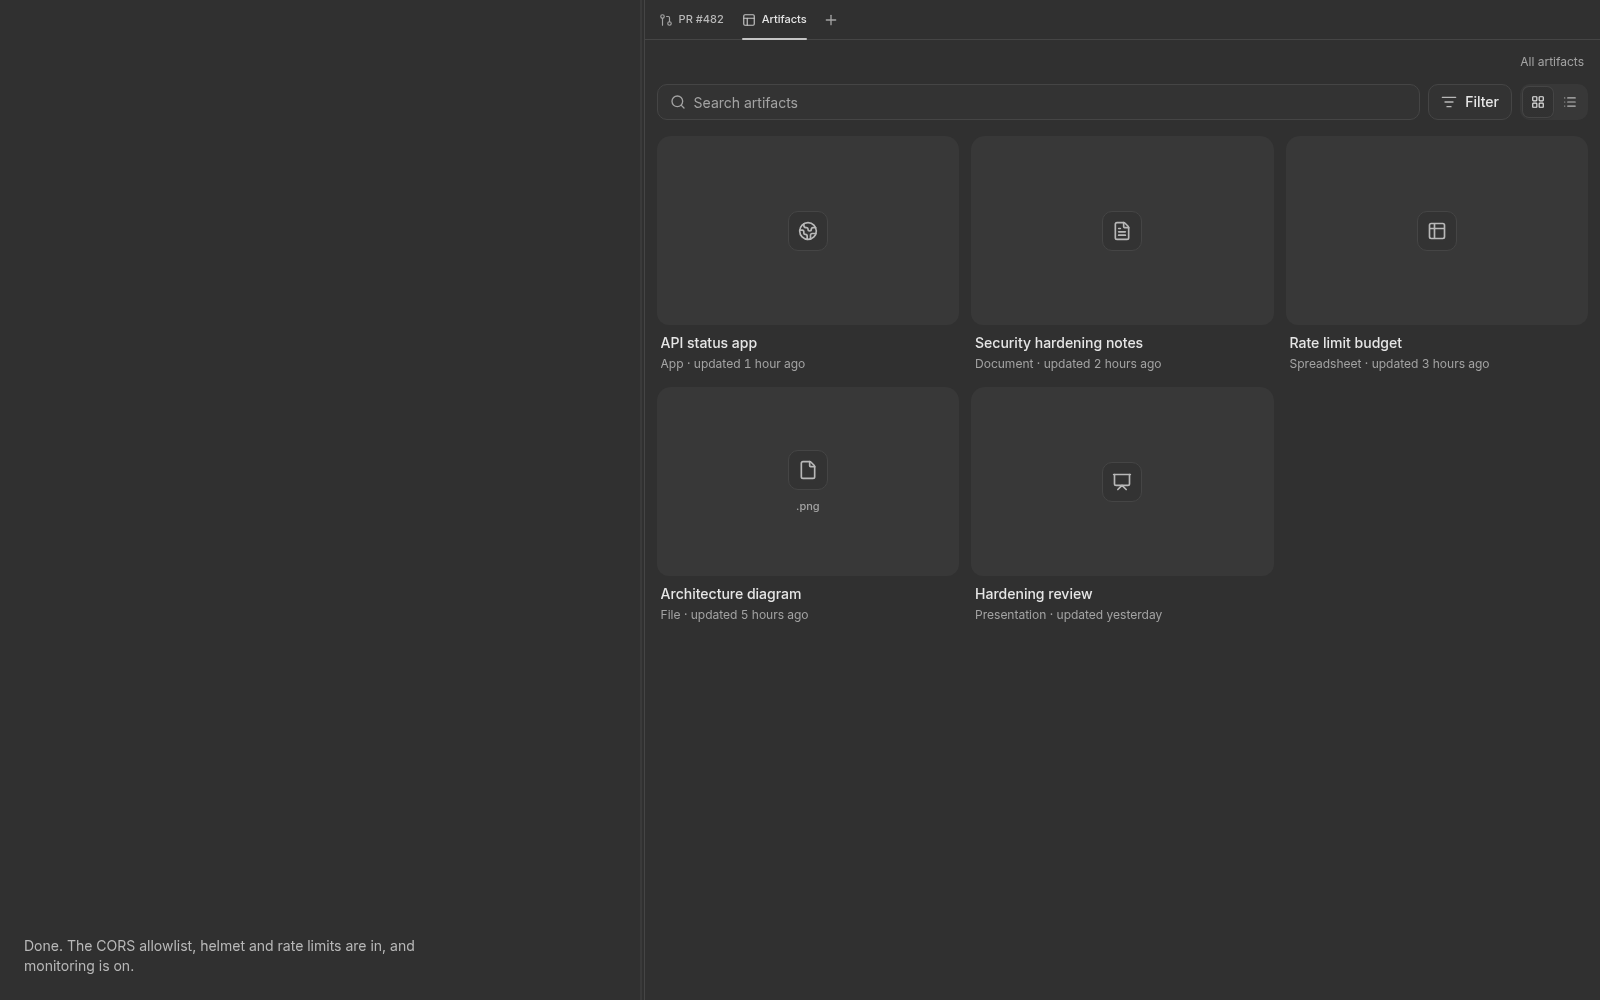 PR #482
Artifacts
All artifacts
Search artifacts
Filter
API status app
App · updated 1 hour ago
Security hardening notes
Document · updated 2 hours ago
Rate limit budget
Spreadsheet · updated 3 hours ago
.png
Architecture diagram
File · updated 5 hours ago
Hardening review
Presentation · updated yesterday
Done. The CORS allowlist, helmet and rate limits are in, and
monitoring is on.